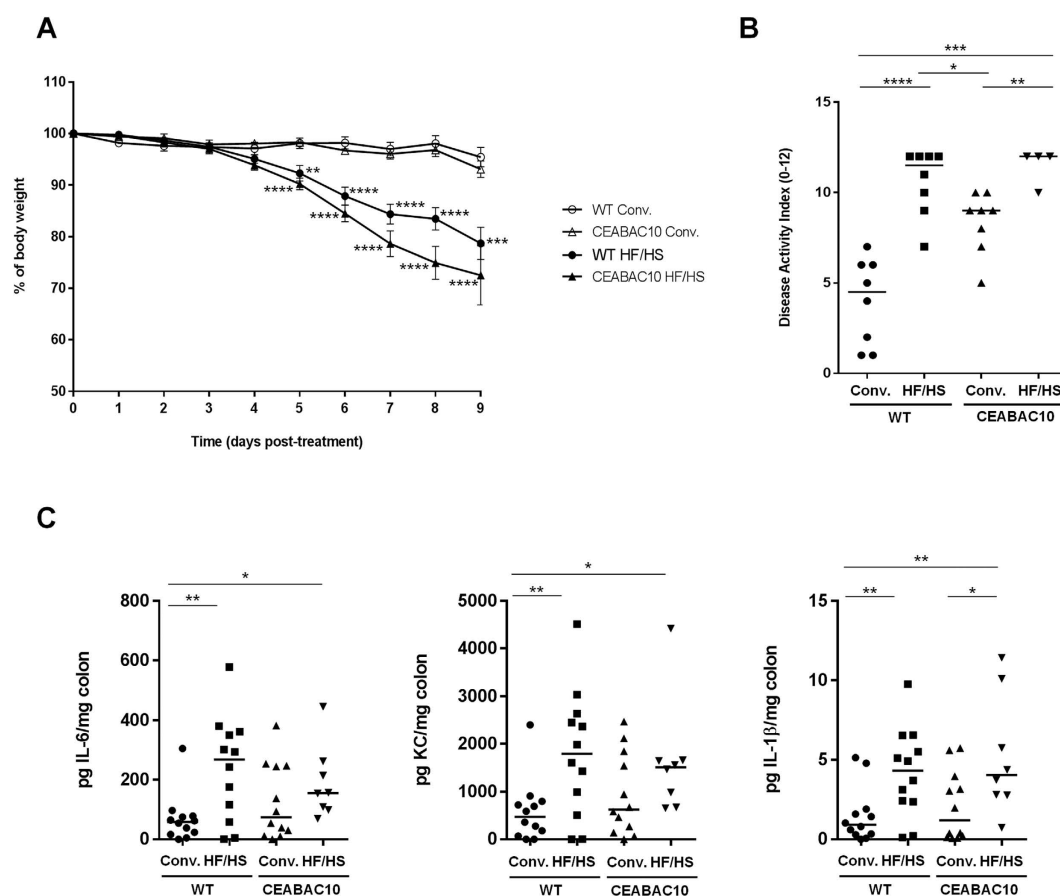 A
110
100
90
80
70
60
50
% of body weight
0 1 2 3 4 5 6 7 8 9
Time (days post-treatment)
**
****
****
****
****
****
****
****
***
****
WT Conv.
CEABAC10 Conv.
WT HF/HS
CEABAC10 HF/HS
B
***
*
****
**
15
10
5
0
Disease Activity Index (0-12)
Conv. HF/HS Conv. HF/HS
WT CEABAC10
C
*
**
800
600
400
200
0
pg IL-6/mg colon
Conv. HF/HS Conv. HF/HS
WT CEABAC10
*
**
5000
4000
3000
2000
1000
0
pg KC/mg colon
Conv. HF/HS Conv. HF/HS
WT CEABAC10
**
**
*
15
10
5
0
pg IL-1β/mg colon
Conv. HF/HS Conv. HF/HS
WT CEABAC10